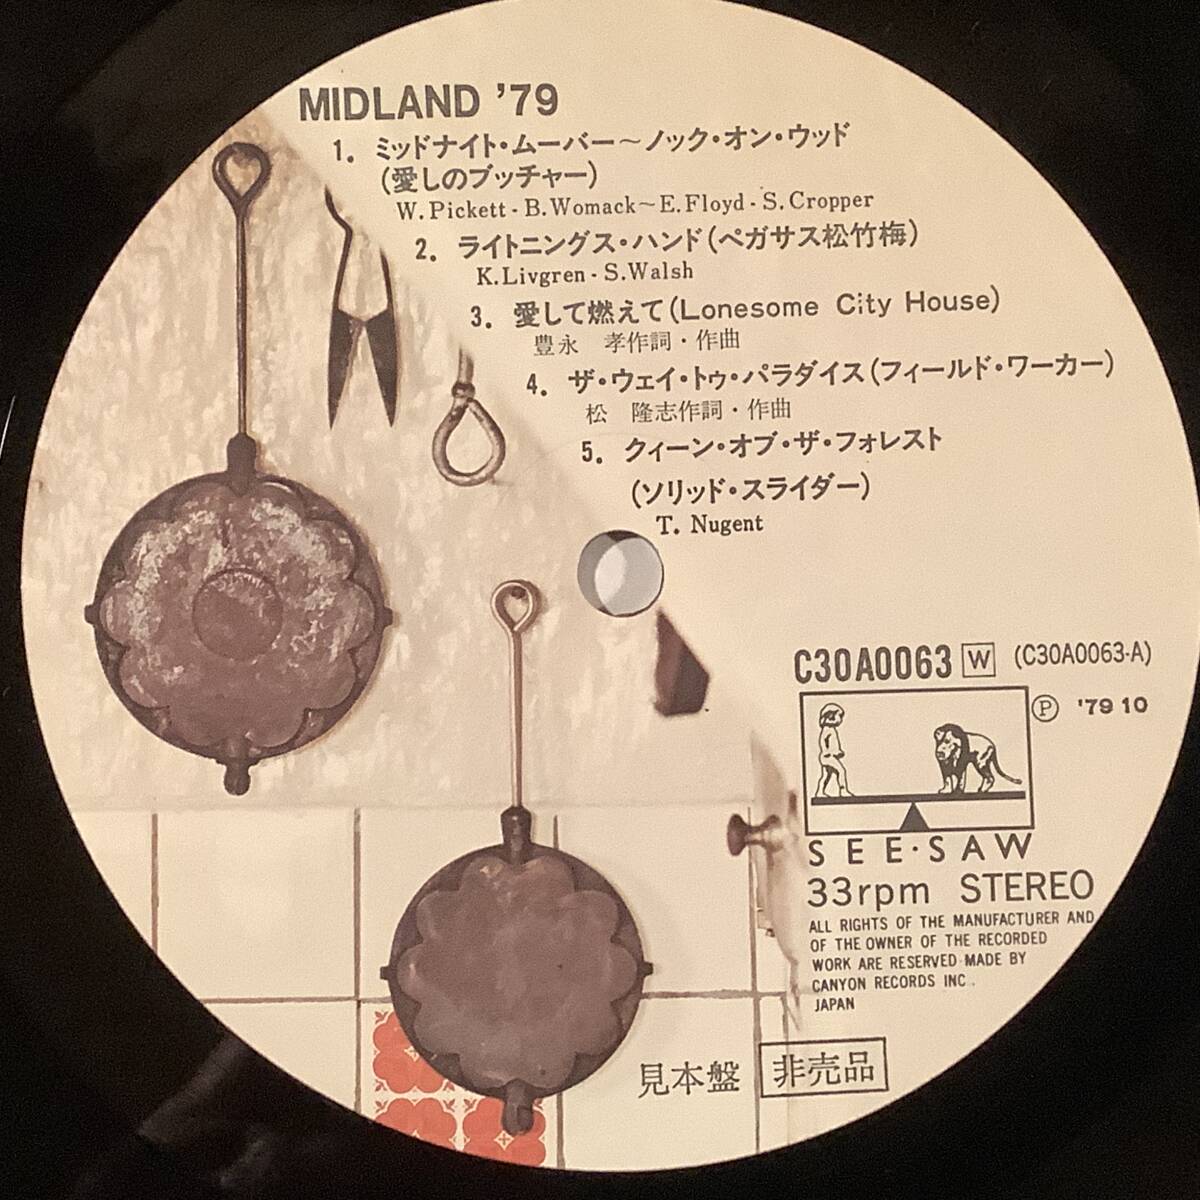 MIDLAND '79
1. ミッドナイト・ムーバー～ノック・オン・ウッド
(愛しのブッチャー)
W. Pickett - B. Womack～E. Floyd - S. Cropper
2. ライトニングス・ハンド(ペガサス松竹梅)
K. Livgren - S. Walsh
3. 愛して燃えて(Lonesome City House)
豊永 孝作詞・作曲
4. ザ・ウェイ・トゥ・パラダイス(フィールド・ワーカー)
松 隆志作詞・作曲
5. クィーン・オブ・ザ・フォレスト
(ソリッド・スライダー)
T. Nugent
C30A0063 W (C30A0063-A)
Ⓟ '79 10
SEE・SAW
33rpm STEREO
ALL RIGHTS OF THE MANUFACTURER AND
OF THE OWNER OF THE RECORDED
WORK ARE RESERVED・MADE BY
CANYON RECORDS INC.
JAPAN
見本盤 非売品